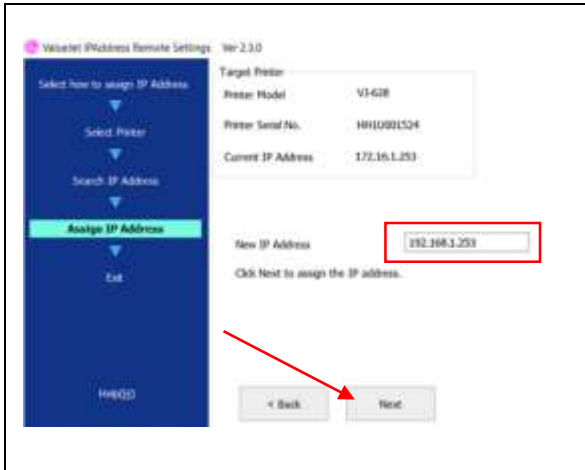 ValueJet IPAddress Remote Settings Ver 2.3.0
Select how to assign IP Address
Select Printer
Search IP Address
Assign IP Address
Exit
Help(H)
Target Printer
Printer Model VJ-628
Printer Serial No. HH1U001524
Current IP Address 172.16.1.253
New IP Address 192.168.1.253
Click Next to assign the IP address.
< Back Next